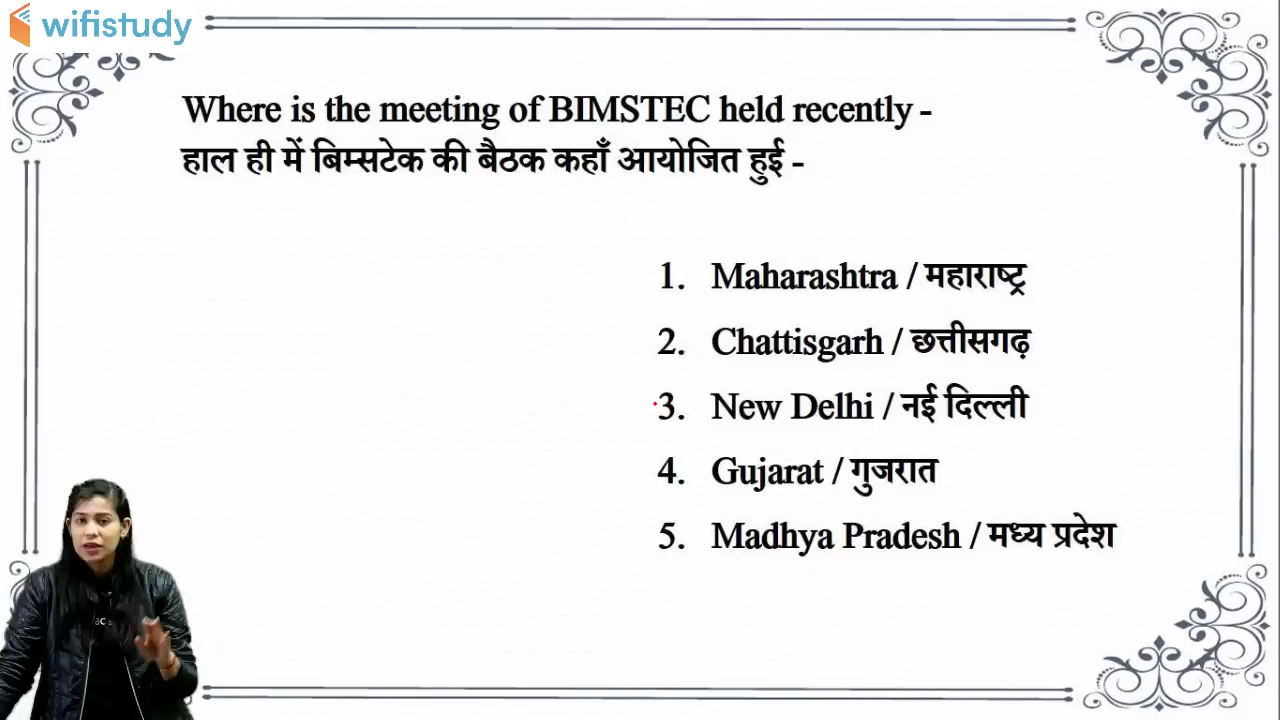 wifistudy
Where is the meeting of BIMSTEC held recently -
हाल ही में बिम्सटेक की बैठक कहाँ आयोजित हुई -
1. Maharashtra / महाराष्ट्र
2. Chattisgarh / छत्तीसगढ़
3. New Delhi / नई दिल्ली
4. Gujarat / गुजरात
5. Madhya Pradesh / मध्य प्रदेश